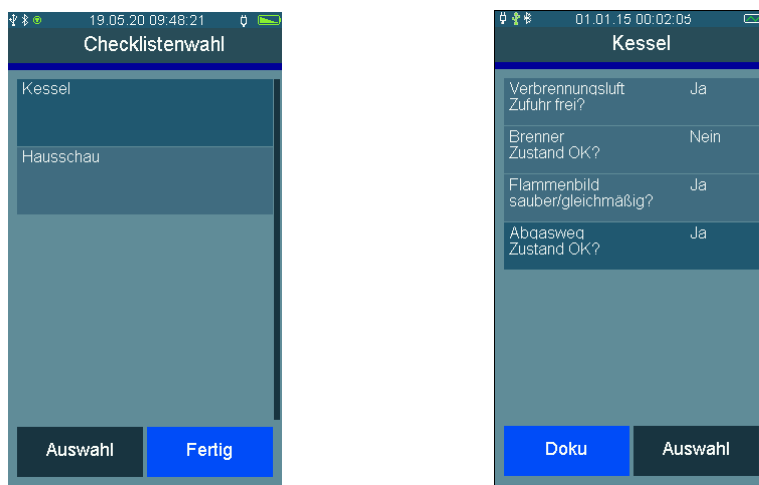 19.05.20 09:48:21
Checklistenwahl
Kessel
Hausschau
Auswahl
Fertig
01.01.15 00:02:05
Kessel
Verbrennungsluft
Zufuhr frei?
Ja
Brenner
Zustand OK?
Nein
Flammenbild
sauber/gleichmäßig?
Ja
Abgasweg
Zustand OK?
Ja
Doku
Auswahl